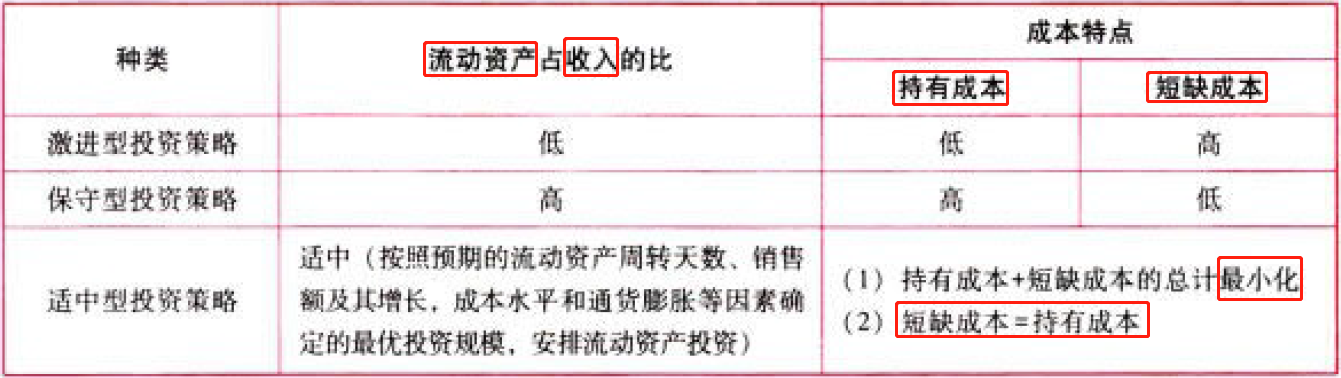 种类
流动资产占收入的比
成本特点
持有成本
短缺成本
激进型投资策略
低
低
高
保守型投资策略
高
高
低
适中型投资策略
适中（按照预期的流动资产周转天数、销售
额及其增长，成本水平和通货膨胀等因素确
定的最优投资规模，安排流动资产投资）
（1）持有成本+短缺成本的总计最小化
（2）短缺成本=持有成本